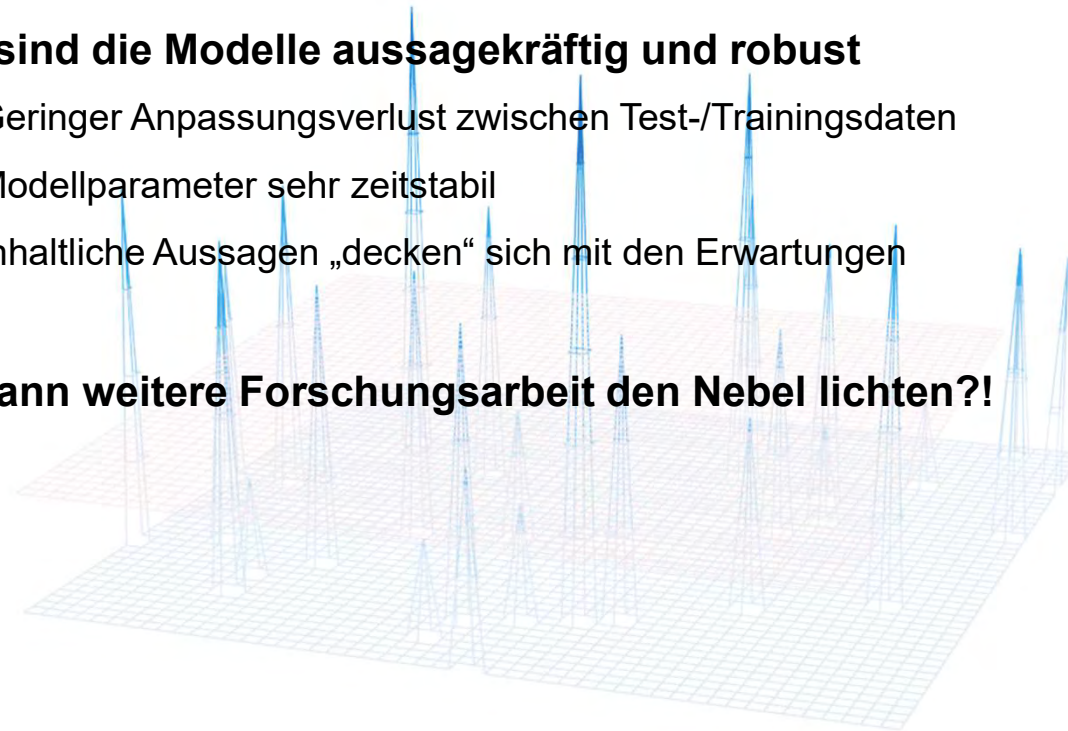 sind die Modelle aussagekräftig und robust
Geringer Anpassungsverlust zwischen Test-/Trainingsdaten
Modellparameter sehr zeitstabil
nhaltliche Aussagen „decken“ sich mit den Erwartungen
ann weitere Forschungsarbeit den Nebel lichten?!